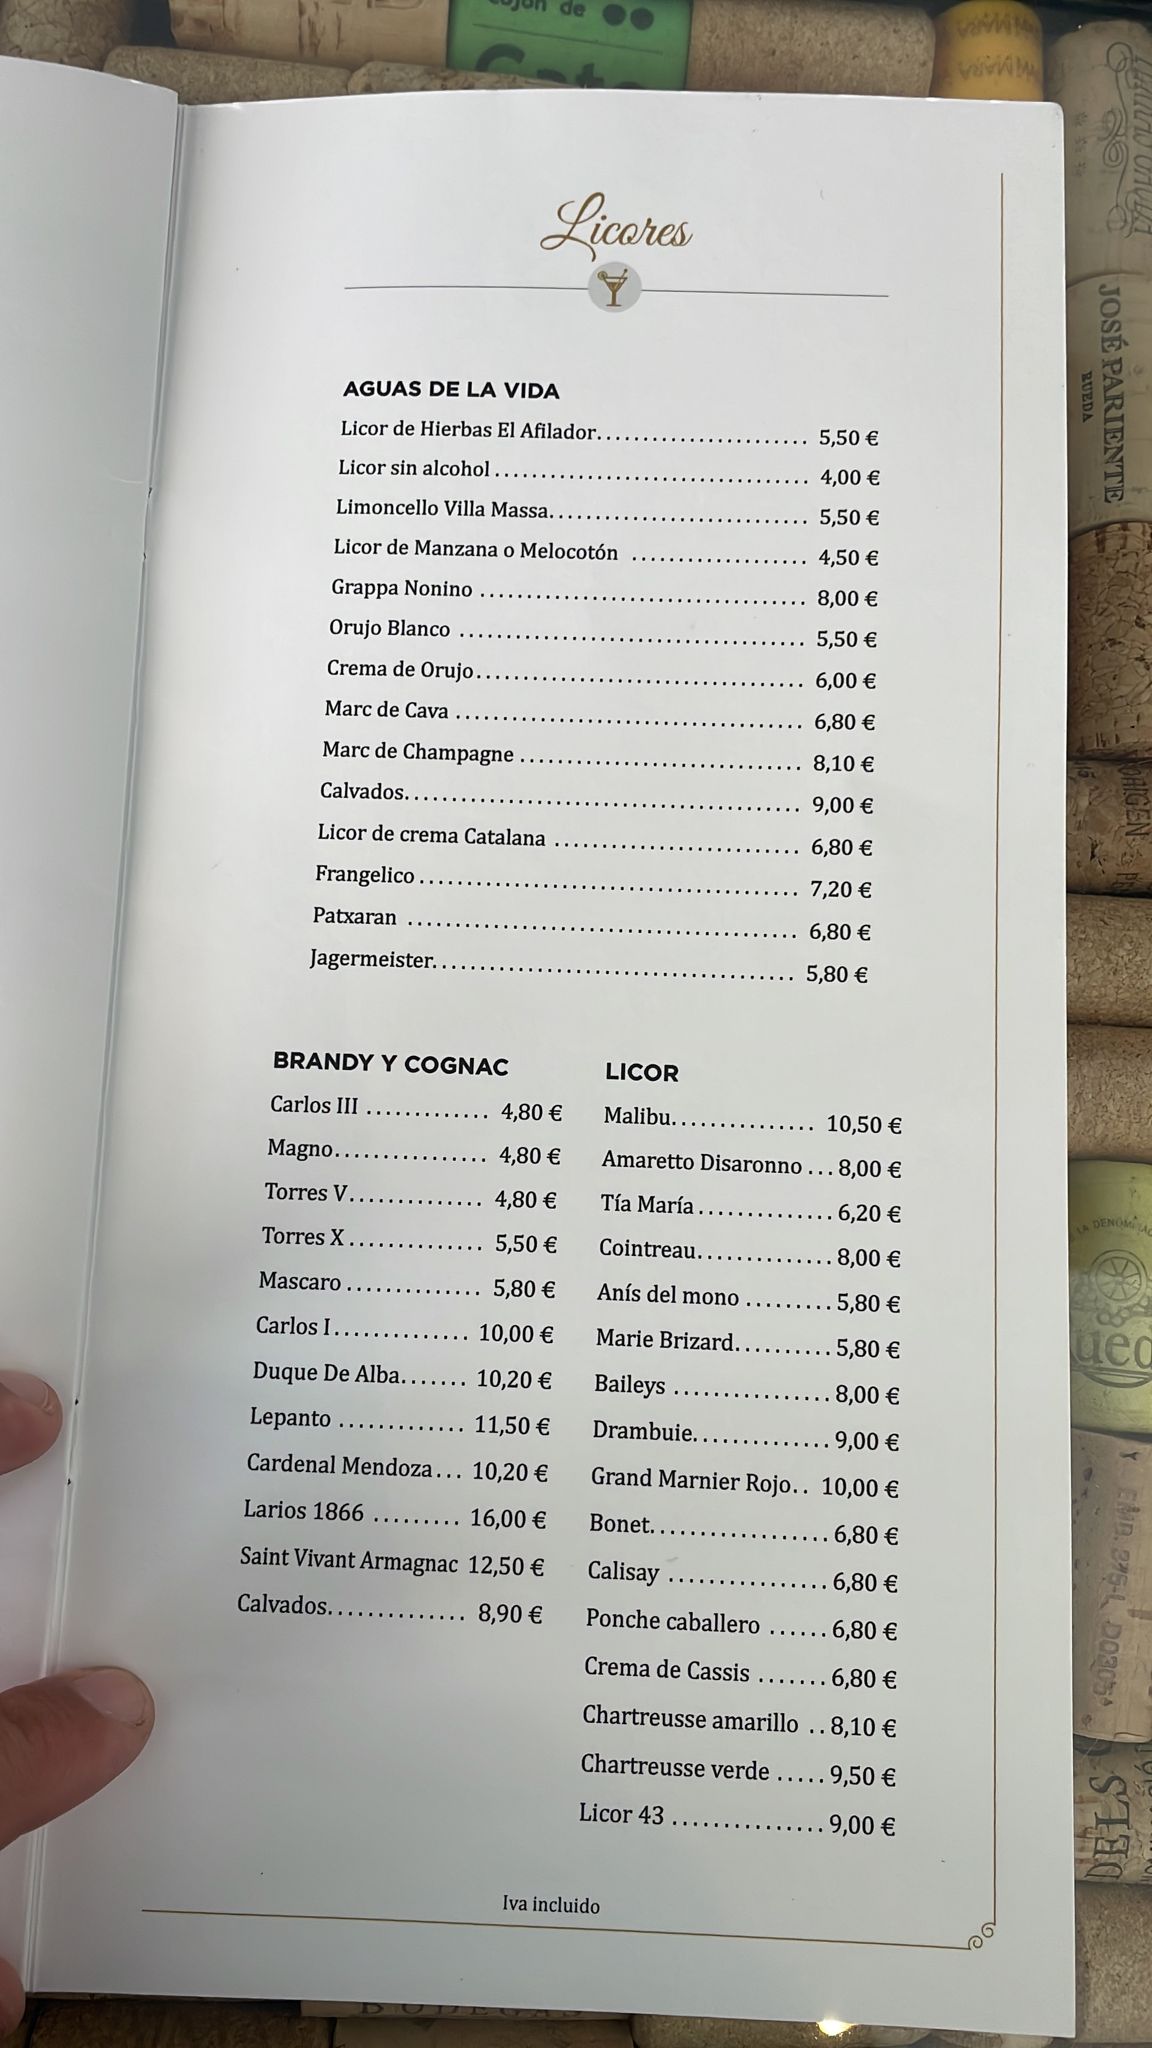 Licores
AGUAS DE LA VIDA
Licor de Hierbas El Afilador........................ 5,50 €
Licor sin alcohol................................... 4,00 €
Limoncello Villa Massa............................. 5,50 €
Licor de Manzana o Melocotón .................... 4,50 €
Grappa Nonino ..................................... 8,00 €
Orujo Blanco ....................................... 5,50 €
Crema de Orujo..................................... 6,00 €
Marc de Cava ....................................... 6,80 €
Marc de Champagne ................................ 8,10 €
Calvados............................................ 9,00 €
Licor de crema Catalana ........................... 6,80 €
Frangelico.......................................... 7,20 €
Patxaran ........................................... 6,80 €
Jagermeister........................................ 5,80 €
BRANDY Y COGNAC
Carlos III ............. 4,80 €
Magno................ 4,80 €
Torres V.............. 4,80 €
Torres X.............. 5,50 €
Mascaro .............. 5,80 €
Carlos I.............. 10,00 €
Duque De Alba....... 10,20 €
Lepanto ............. 11,50 €
Cardenal Mendoza... 10,20 €
Larios 1866 ......... 16,00 €
Saint Vivant Armagnac 12,50 €
Calvados.............. 8,90 €
LICOR
Malibu............... 10,50 €
Amaretto Disaronno ...8,00 €
Tía María..............6,20 €
Cointreau..............8,00 €
Anís del mono .........5,80 €
Marie Brizard..........5,80 €
Baileys ................8,00 €
Drambuie..............9,00 €
Grand Marnier Rojo.. 10,00 €
Bonet..................6,80 €
Calisay ................6,80 €
Ponche caballero ......6,80 €
Crema de Cassis .......6,80 €
Chartreusse amarillo ..8,10 €
Chartreusse verde .....9,50 €
Licor 43 ...............9,00 €
Iva incluido
JOSÉ PARIENTE
RUEDA